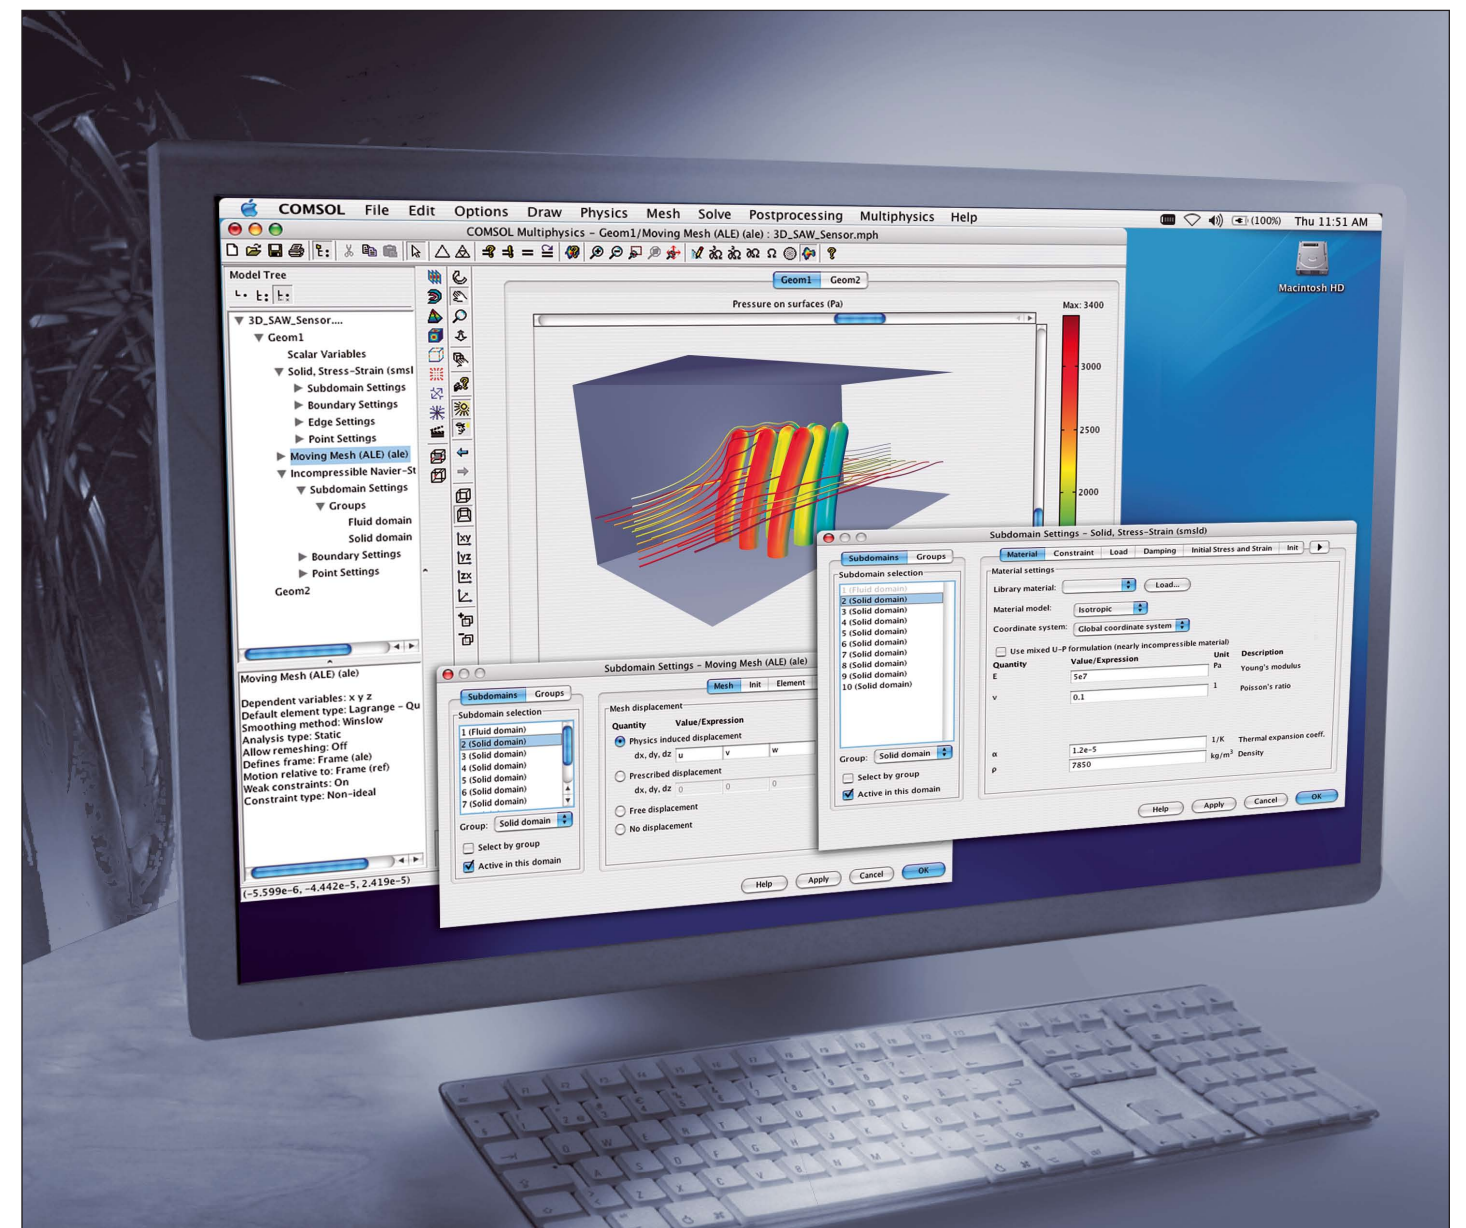 COMSOL File Edit Options Draw Physics Mesh Solve Postprocessing Multiphysics Help
(100%) Thu 11:51 AM
COMSOL Multiphysics - Geom1/Moving Mesh (ALE) (ale) : 3D_SAW_Sensor.mph
Macintosh HD
Model Tree
3D_SAW_Sensor....
Geom1
Scalar Variables
Solid, Stress-Strain (smsl
Subdomain Settings
Boundary Settings
Edge Settings
Point Settings
Moving Mesh (ALE) (ale)
Incompressible Navier-St
Subdomain Settings
Groups
Fluid domain
Solid domain
Boundary Settings
Point Settings
Geom2
Moving Mesh (ALE) (ale)
Dependent variables: x y z
Default element type: Lagrange - Qu
Smoothing method: Winslow
Analysis type: Static
Allow remeshing: Off
Defines frame: Frame (ale)
Motion relative to: Frame (ref)
Weak constraints: On
Constraint type: Non-ideal
(-5.599e-6, -4.442e-5, 2.419e-5)
xy
yz
zx
Geom1 Geom2
Pressure on surfaces (Pa)
Max: 3400
3000
2500
2000
Subdomain Settings - Moving Mesh (ALE) (ale)
Subdomains Groups
Mesh Init Element
Subdomain selection
1 (Fluid domain)
2 (Solid domain)
3 (Solid domain)
4 (Solid domain)
5 (Solid domain)
6 (Solid domain)
7 (Solid domain)
Group: Solid domain
Select by group
Active in this domain
Mesh displacement
Quantity Value/Expression
Physics induced displacement
dx, dy, dz u v w
Prescribed displacement
dx, dy, dz 0 0 0
Free displacement
No displacement
Help Apply Cancel OK
Subdomain Settings - Solid, Stress-Strain (smsld)
Subdomains Groups
Material Constraint Load Damping Initial Stress and Strain Init
Subdomain selection
1 (Fluid domain)
2 (Solid domain)
3 (Solid domain)
4 (Solid domain)
5 (Solid domain)
6 (Solid domain)
7 (Solid domain)
8 (Solid domain)
9 (Solid domain)
10 (Solid domain)
Group: Solid domain
Select by group
Active in this domain
Material settings
Library material: Load...
Material model: Isotropic
Coordinate system: Global coordinate system
Use mixed U-P formulation (nearly incompressible material)
Quantity Value/Expression Unit Description
E 5e7 Pa Young's modulus
ν 0.1 1 Poisson's ratio
α 1.2e-5 1/K Thermal expansion coeff.
ρ 7850 kg/m³ Density
Help Apply Cancel OK